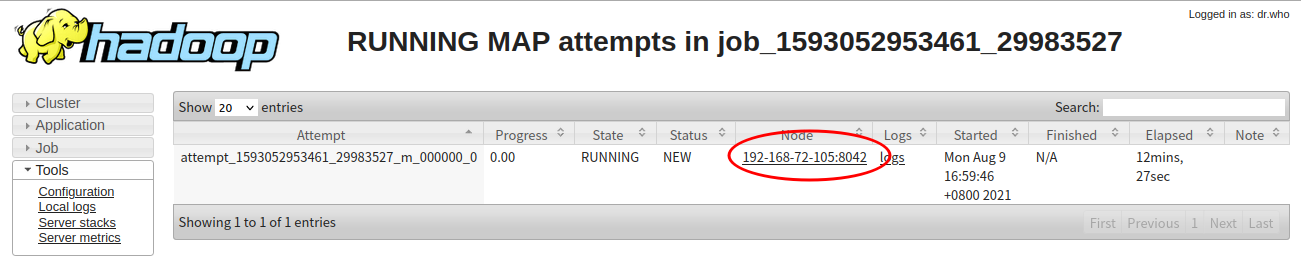 Logged in as: dr.who
hadoop
RUNNING MAP attempts in job_1593052953461_29983527
Cluster
Application
Job
Tools
Configuration
Local logs
Server stacks
Server metrics
Show 20 entries
Search:
Attempt Progress State Status Node Logs Started Finished Elapsed Note
attempt_1593052953461_29983527_m_000000_0 0.00 RUNNING NEW 192-168-72-105:8042 logs Mon Aug 9 N/A 12mins,
16:59:46 27sec
+0800 2021
Showing 1 to 1 of 1 entries
First Previous 1 Next Last